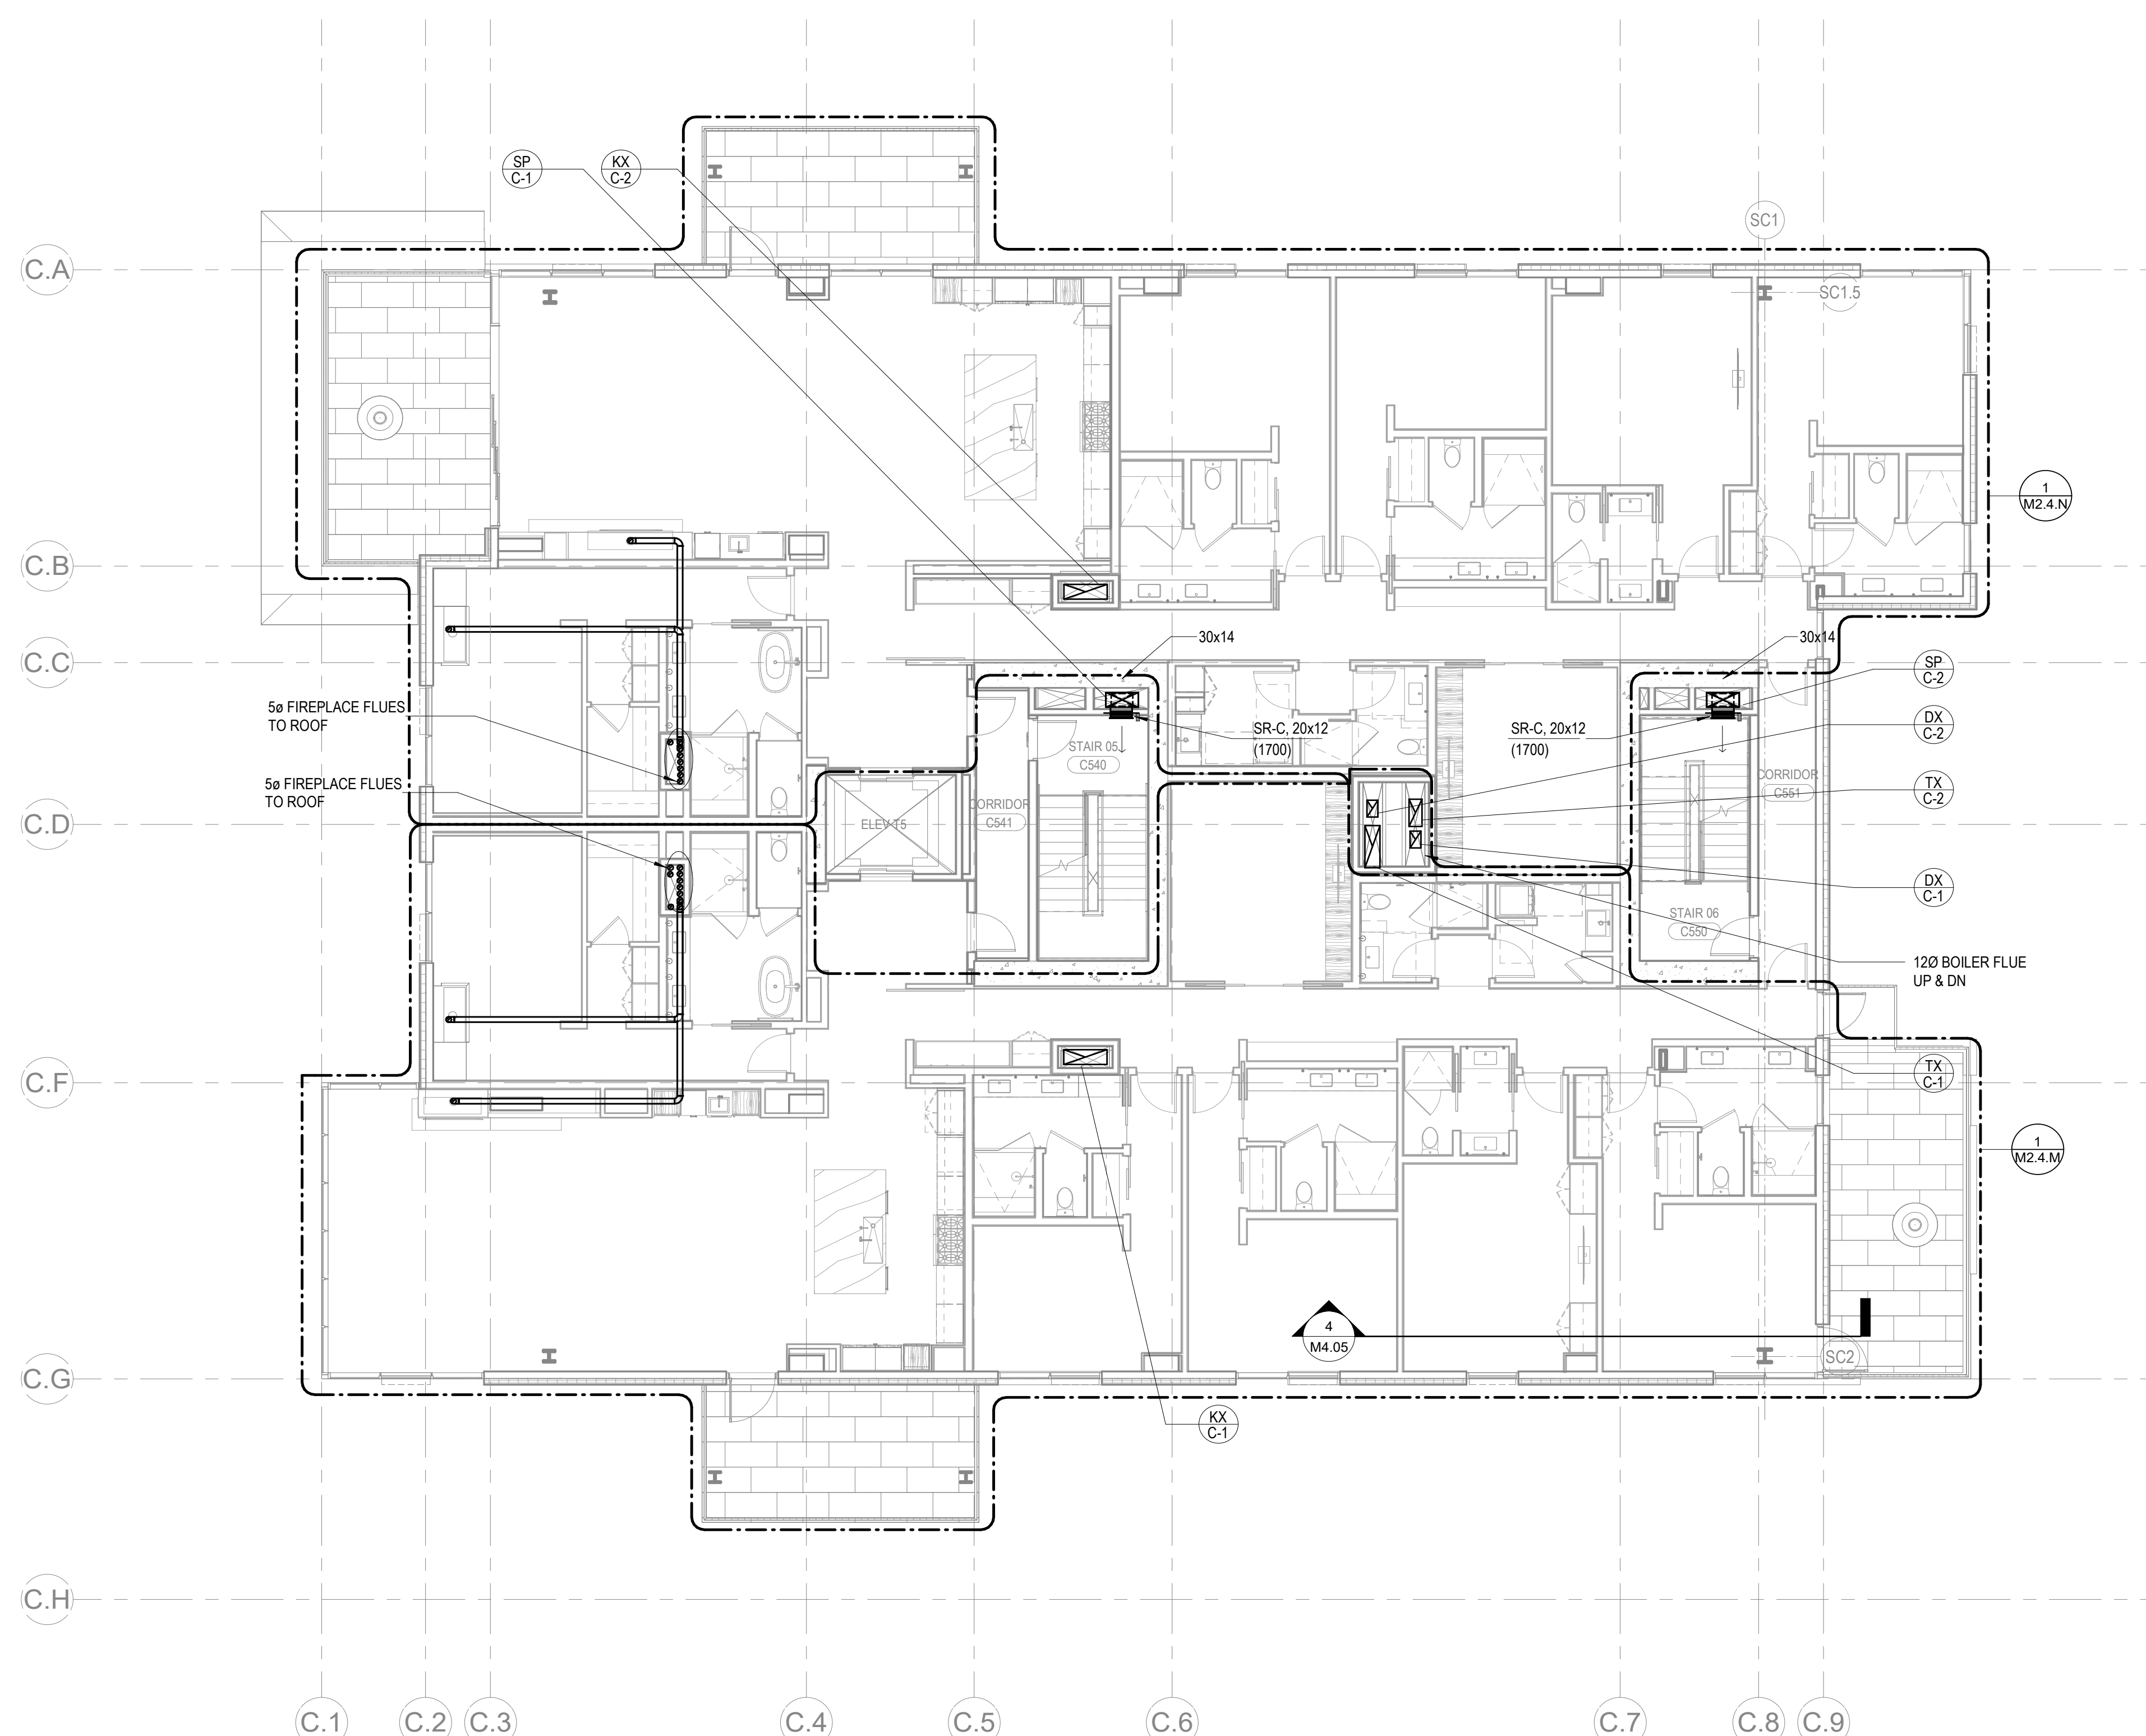 SP
C-1
KX
C-2
SC1
C.A
SC1.5
1
M2.4.N
C.B
30x14
30x14
C.C
SP
C-2
5ø FIREPLACE FLUES
TO ROOF
SR-C, 20x12
(1700)
SR-C, 20x12
(1700)
DX
C-2
STAIR 05
C540
CORRIDOR
C551
5ø FIREPLACE FLUES
TO ROOF
TX
C-2
CORRIDOR
C541
C.D
ELEV T5
DX
C-1
STAIR 06
C550
12Ø BOILER FLUE
UP & DN
C.F
TX
C-1
1
M2.4.M
4
M4.05
SC2
C.G
KX
C-1
C.H
C.1
C.2
C.3
C.4
C.5
C.6
C.7
C.8
C.9